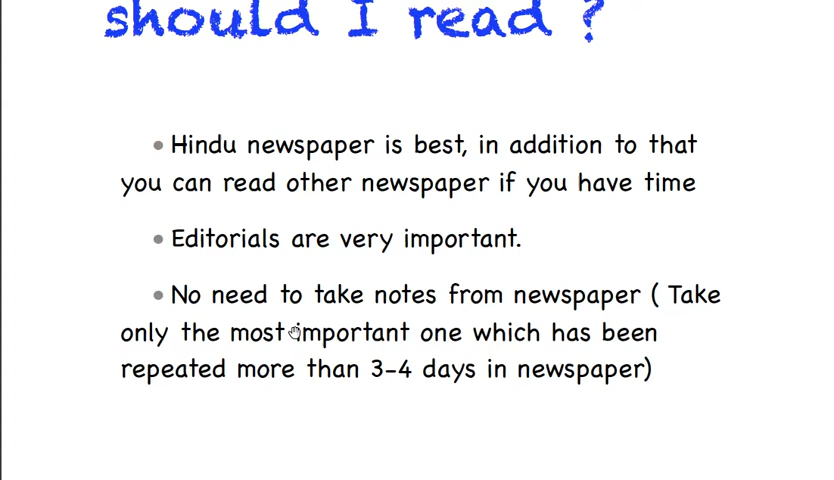 should I read ?
• Hindu newspaper is best, in addition to that
you can read other newspaper if you have time
• Editorials are very important.
• No need to take notes from newspaper ( Take
only the most important one which has been
repeated more than 3-4 days in newspaper)